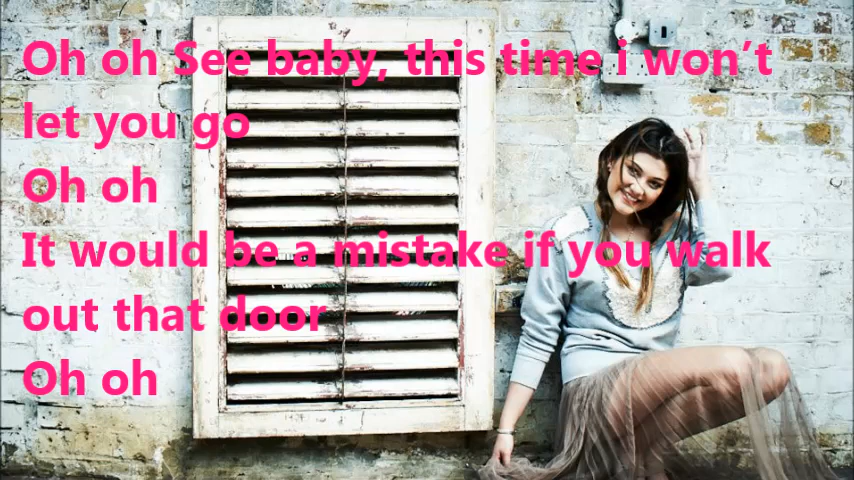 Oh oh See baby, this time i won't
let you go
Oh oh
It would be a mistake if you walk
out that door
Oh oh